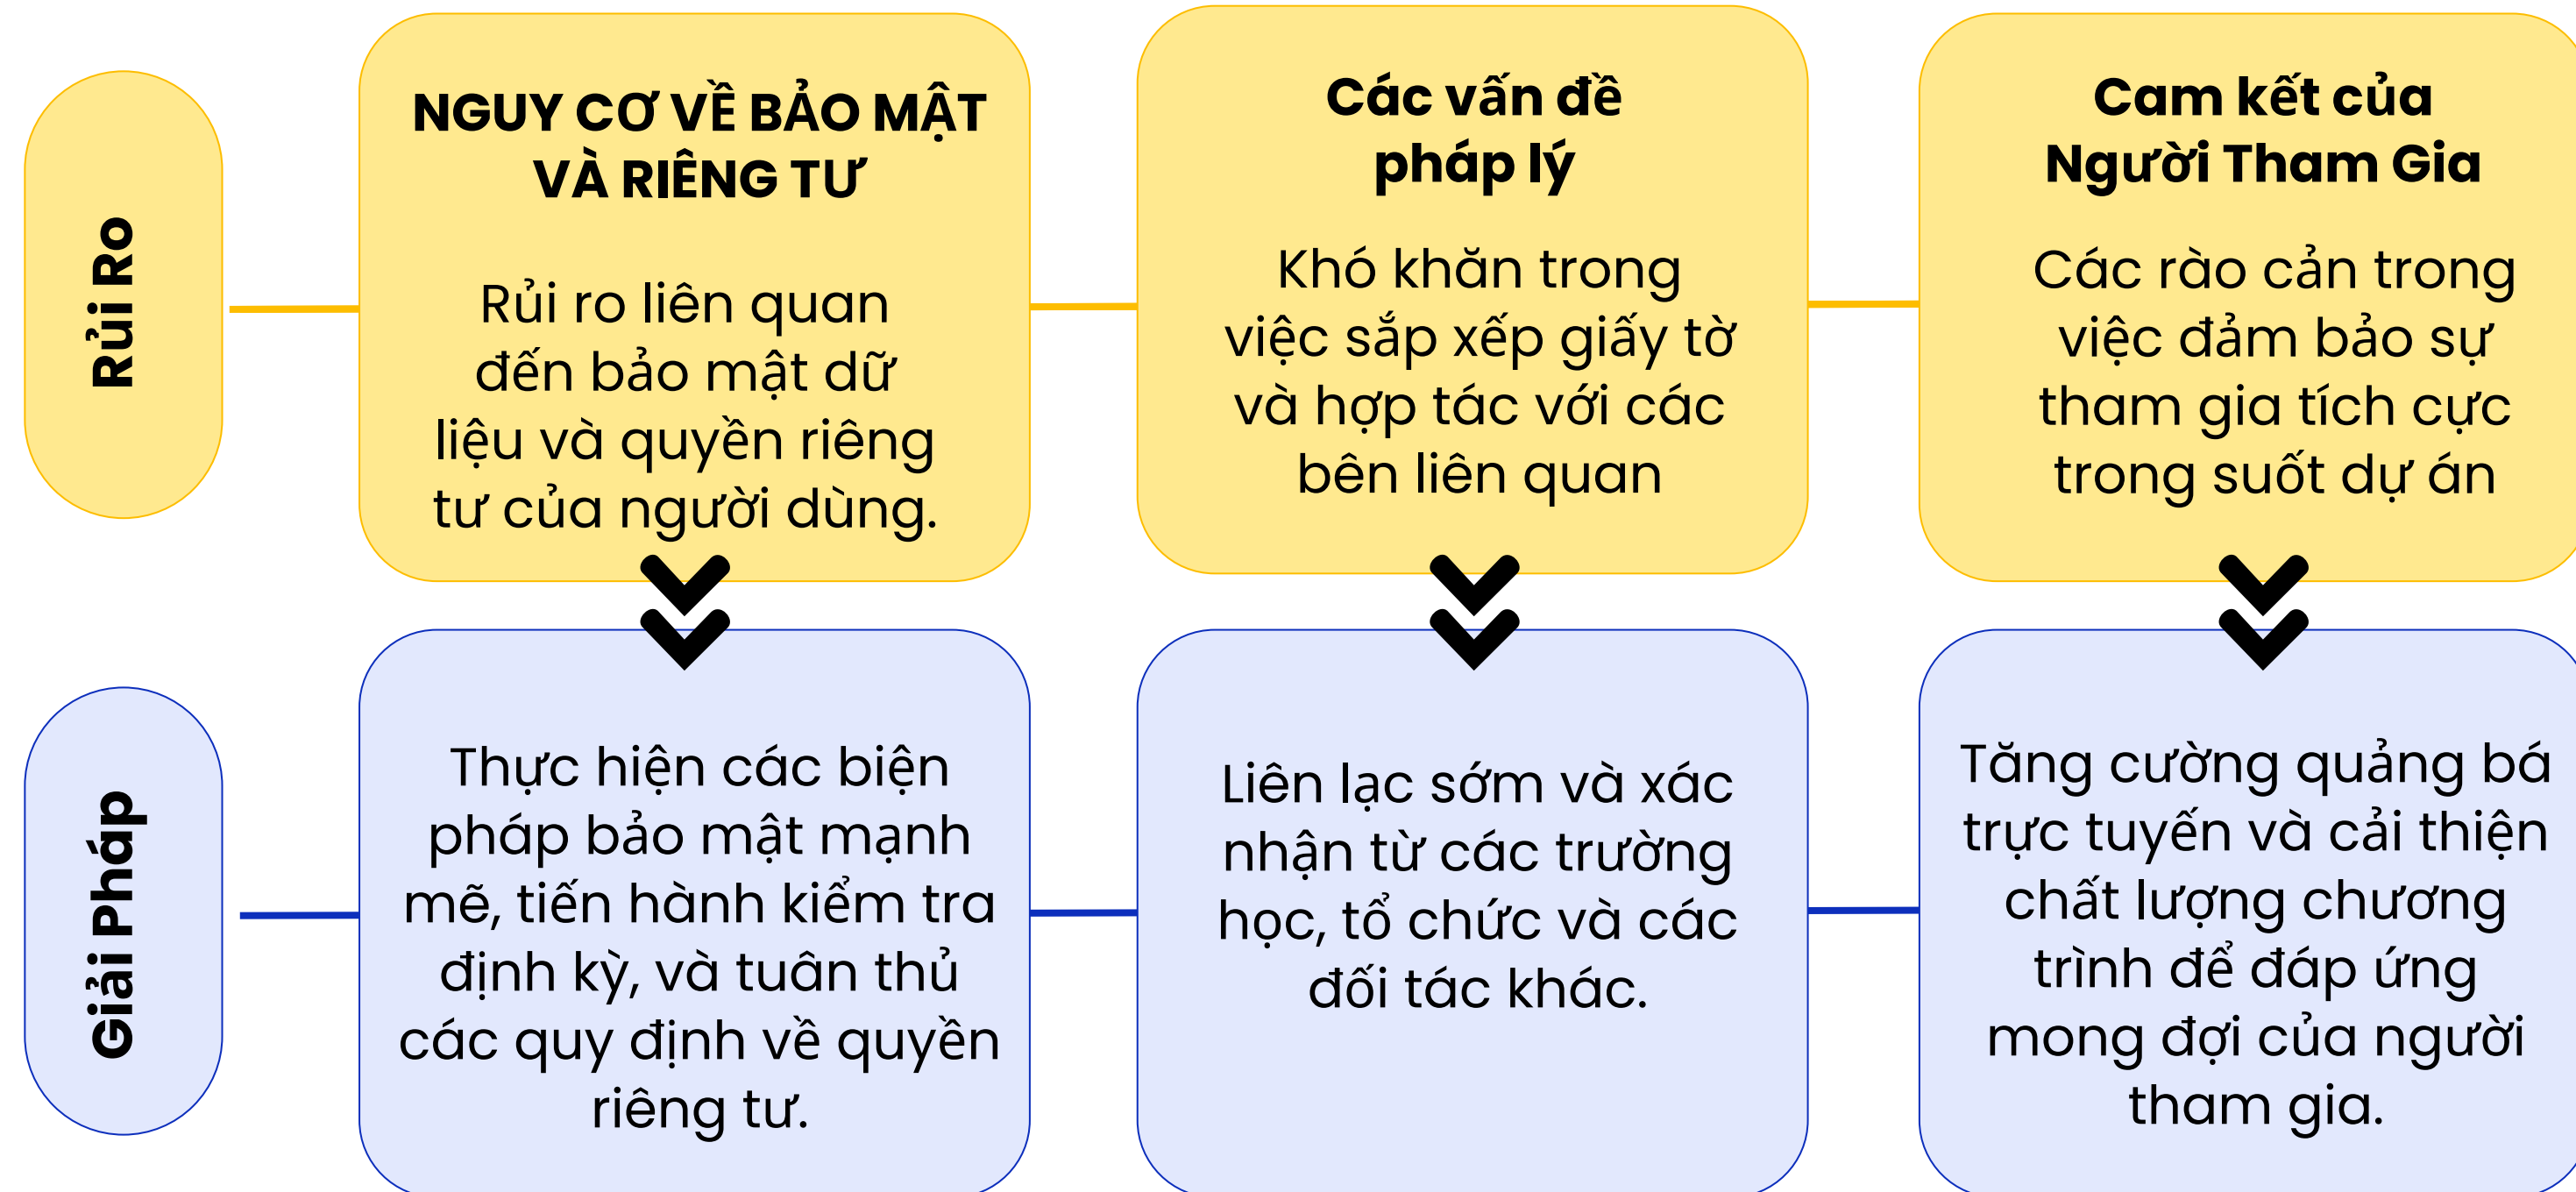 Rủi Ro
NGUY CƠ VỀ BẢO MẬT
VÀ RIÊNG TƯ
Rủi ro liên quan
đến bảo mật dữ
liệu và quyền riêng
tư của người dùng.
Các vấn đề
pháp lý
Khó khăn trong
việc sắp xếp giấy tờ
và hợp tác với các
bên liên quan
Cam kết của
Người Tham Gia
Các rào cản trong
việc đảm bảo sự
tham gia tích cực
trong suốt dự án
Giải Pháp
Thực hiện các biện
pháp bảo mật mạnh
mẽ, tiến hành kiểm tra
định kỳ, và tuân thủ
các quy định về quyền
riêng tư.
Liên lạc sớm và xác
nhận từ các trường
học, tổ chức và các
đối tác khác.
Tăng cường quảng bá
trực tuyến và cải thiện
chất lượng chương
trình để đáp ứng
mong đợi của người
tham gia.